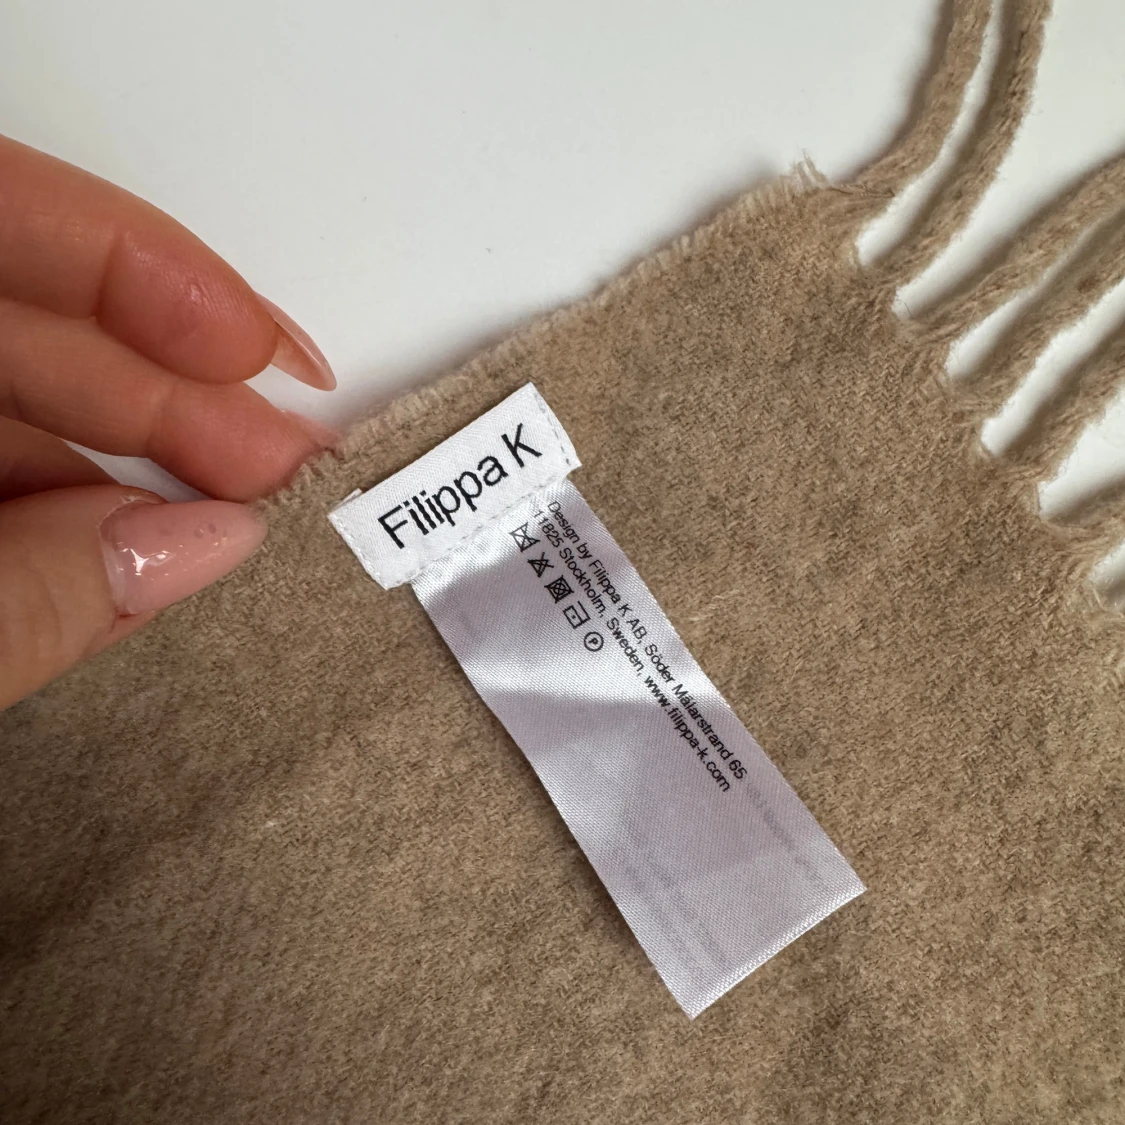 Filippa K
Design by Filippa K AB, Söder Mälarstrand 65
11825 Stockholm, Sweden, www.filippa-k.com
P